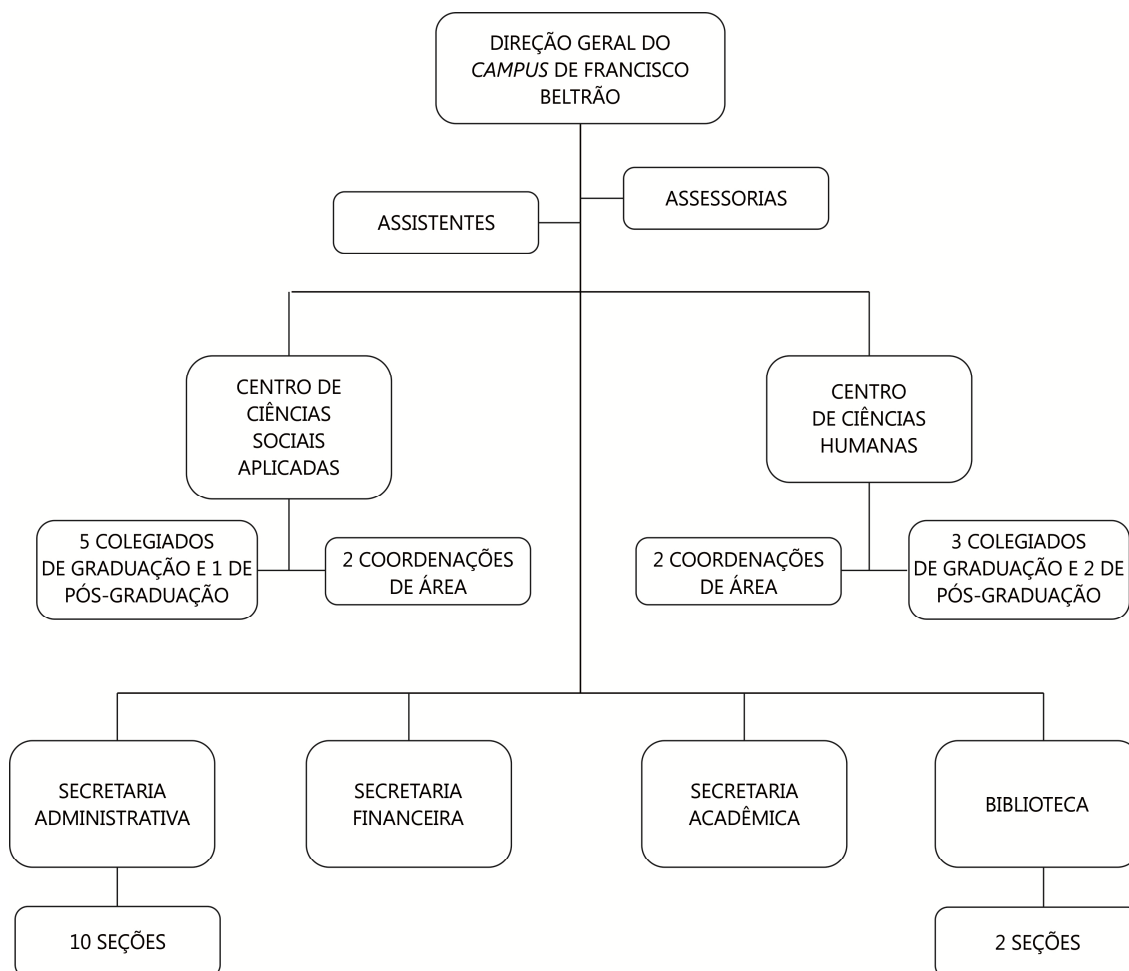 DIREÇÃO GERAL DO
CAMPUS DE FRANCISCO
BELTRÃO
ASSESSORIAS
ASSISTENTES
CENTRO DE
CIÊNCIAS
SOCIAIS
APLICADAS
CENTRO
DE CIÊNCIAS
HUMANAS
5 COLEGIADOS
DE GRADUAÇÃO E 1 DE
PÓS-GRADUAÇÃO
2 COORDENAÇÕES
DE ÁREA
2 COORDENAÇÕES
DE ÁREA
3 COLEGIADOS
DE GRADUAÇÃO E 2 DE
PÓS-GRADUAÇÃO
SECRETARIA
ADMINISTRATIVA
SECRETARIA
FINANCEIRA
SECRETARIA
ACADÊMICA
BIBLIOTECA
10 SEÇÕES
2 SEÇÕES